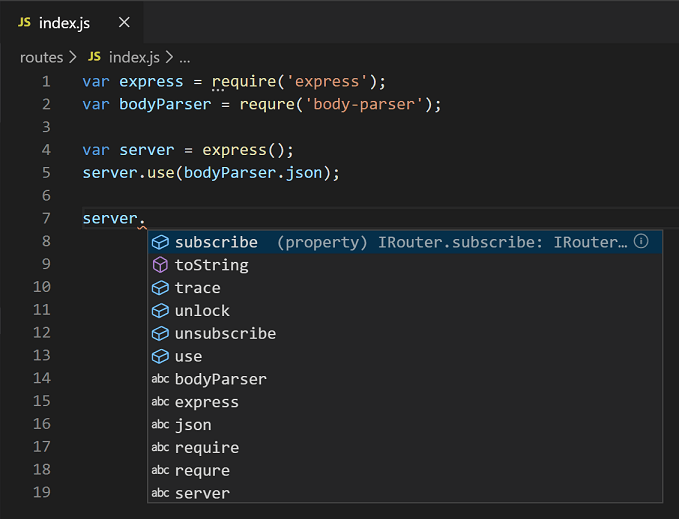 JS index.js ×
routes > JS index.js > ...
1 var express = require('express');
2 var bodyParser = requre('body-parser');
3
4 var server = express();
5 server.use(bodyParser.json);
6
7 server.
8 subscribe (property) IRouter.subscribe: IRouter…
9 toString
10 trace
11 unlock
12 unsubscribe
13 use
14 abc bodyParser
15 abc express
16 abc json
17 abc require
18 abc requre
19 abc server